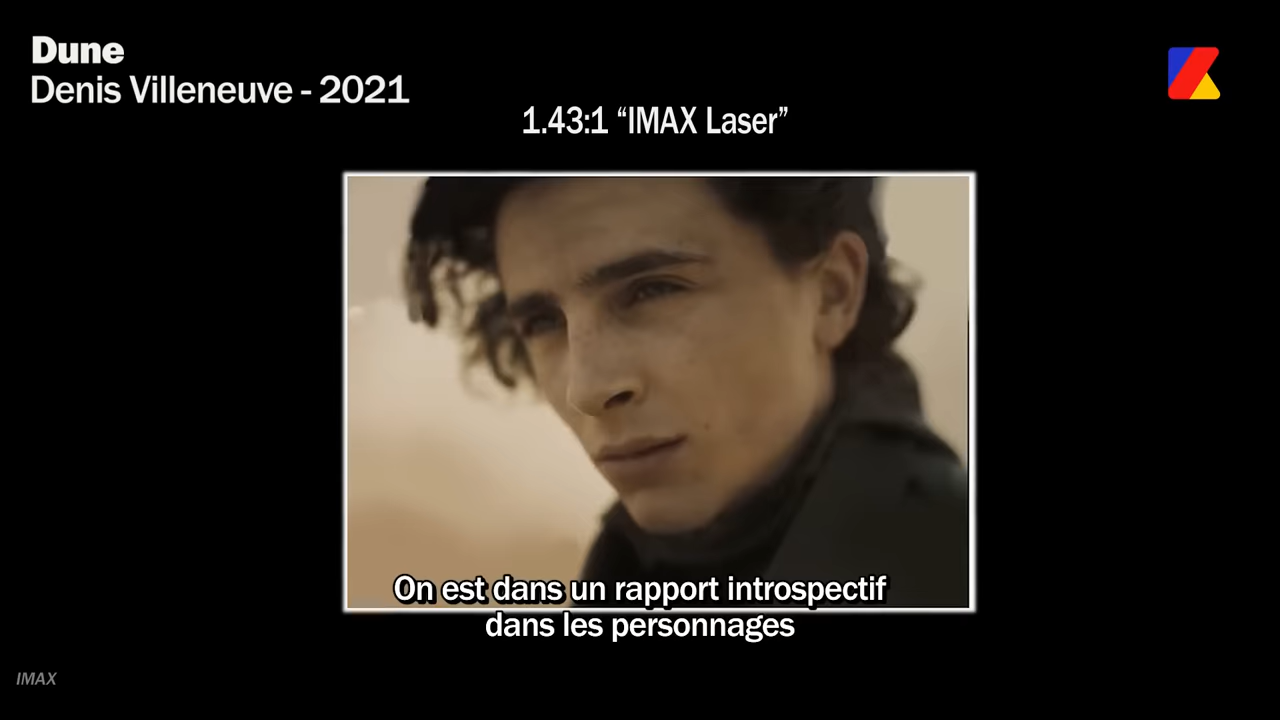 Dune
Denis Villeneuve - 2021
1.43:1 “IMAX Laser”
On est dans un rapport introspectif
dans les personnages
IMAX